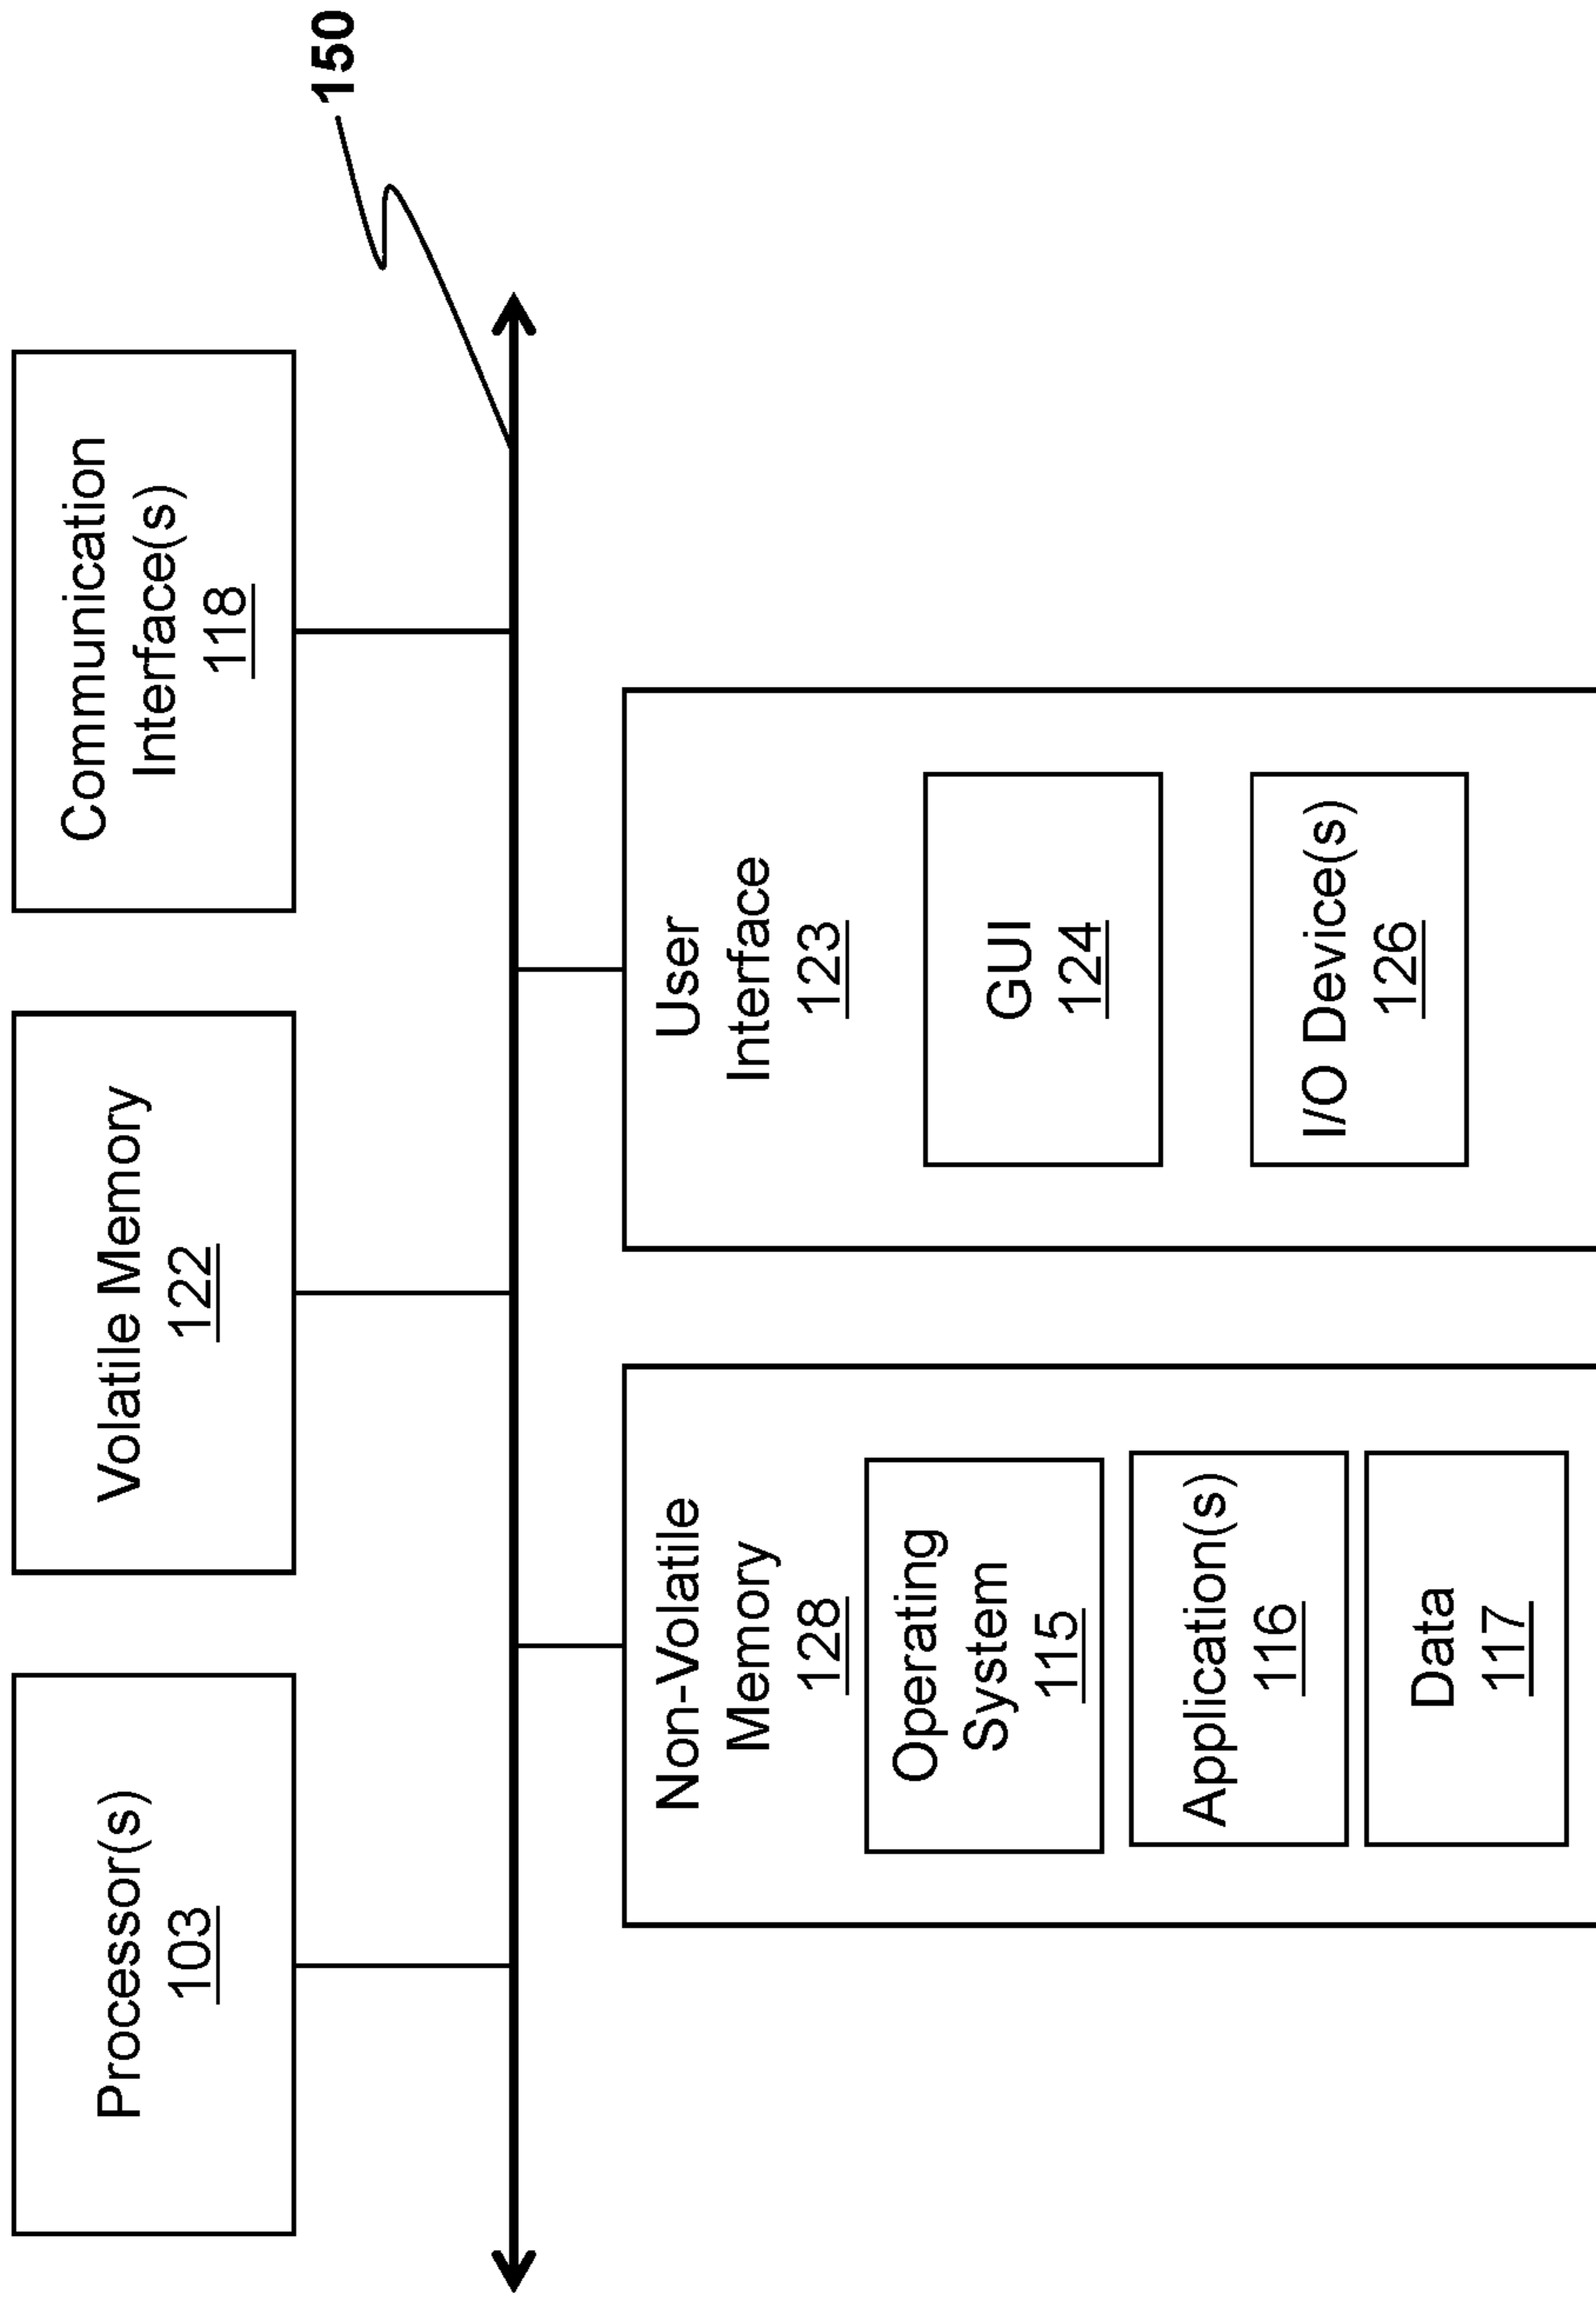 Processor(s)
103
Volatile Memory
122
Communication
Interface(s)
118
150
Non-Volatile
Memory
128
Operating
System
115
Application(s)
116
Data
117
User
Interface
123
GUI
124
I/O Device(s)
126